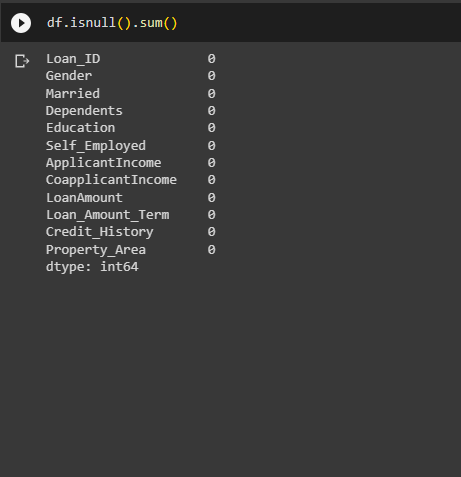 df.isnull().sum()
Loan_ID 0
Gender 0
Married 0
Dependents 0
Education 0
Self_Employed 0
ApplicantIncome 0
CoapplicantIncome 0
LoanAmount 0
Loan_Amount_Term 0
Credit_History 0
Property_Area 0
dtype: int64